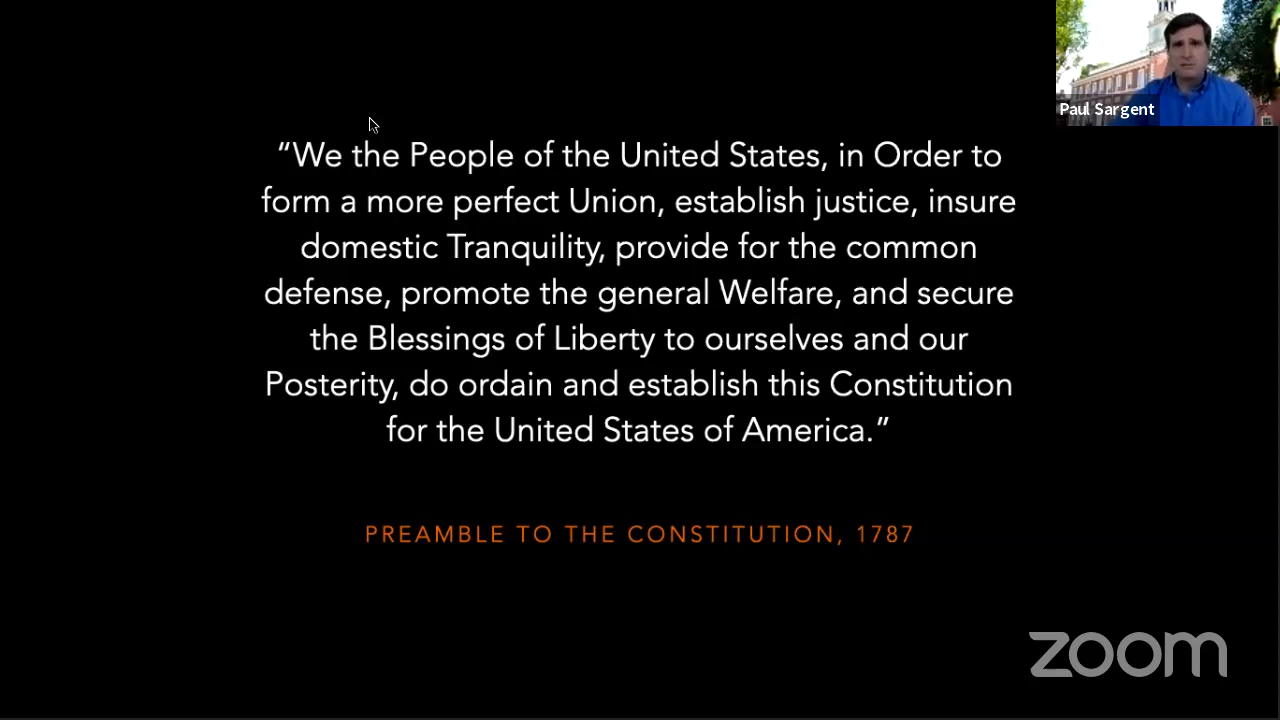 Paul Sargent
“We the People of the United States, in Order to
form a more perfect Union, establish justice, insure
domestic Tranquility, provide for the common
defense, promote the general Welfare, and secure
the Blessings of Liberty to ourselves and our
Posterity, do ordain and establish this Constitution
for the United States of America.”
PREAMBLE TO THE CONSTITUTION, 1787
zoom